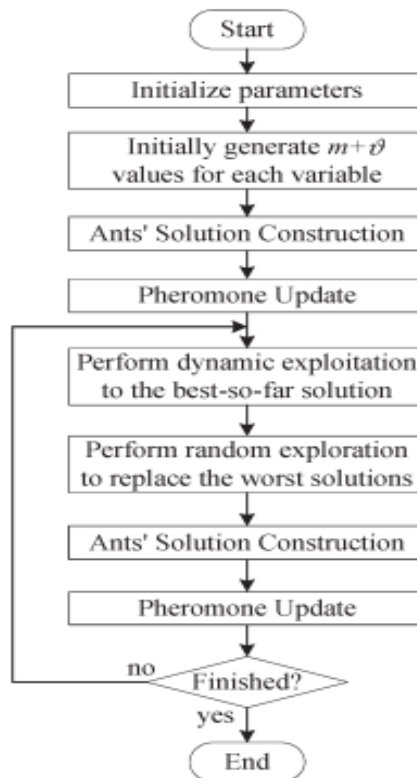 Start
Initialize parameters
Initially generate m+ϑ
values for each variable
Ants' Solution Construction
Pheromone Update
Perform dynamic exploitation
to the best-so-far solution
Perform random exploration
to replace the worst solutions
Ants' Solution Construction
Pheromone Update
no
Finished?
yes
End